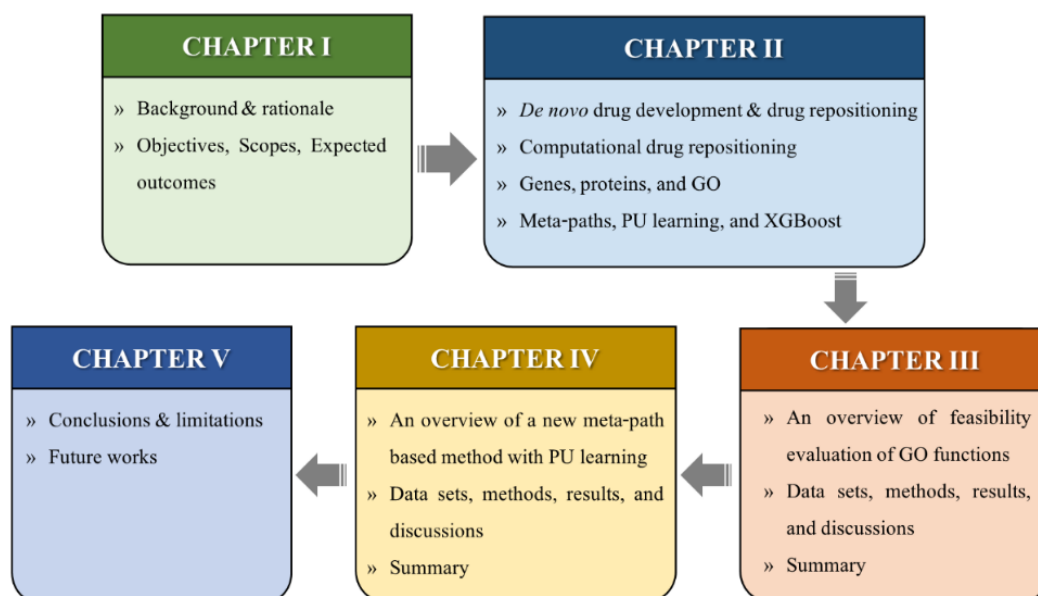 CHAPTER I
» Background & rationale
» Objectives, Scopes, Expected
outcomes
CHAPTER II
» De novo drug development & drug repositioning
» Computational drug repositioning
» Genes, proteins, and GO
» Meta-paths, PU learning, and XGBoost
CHAPTER III
» An overview of feasibility
evaluation of GO functions
» Data sets, methods, results,
and discussions
» Summary
CHAPTER IV
» An overview of a new meta-path
based method with PU learning
» Data sets, methods, results, and
discussions
» Summary
CHAPTER V
» Conclusions & limitations
» Future works